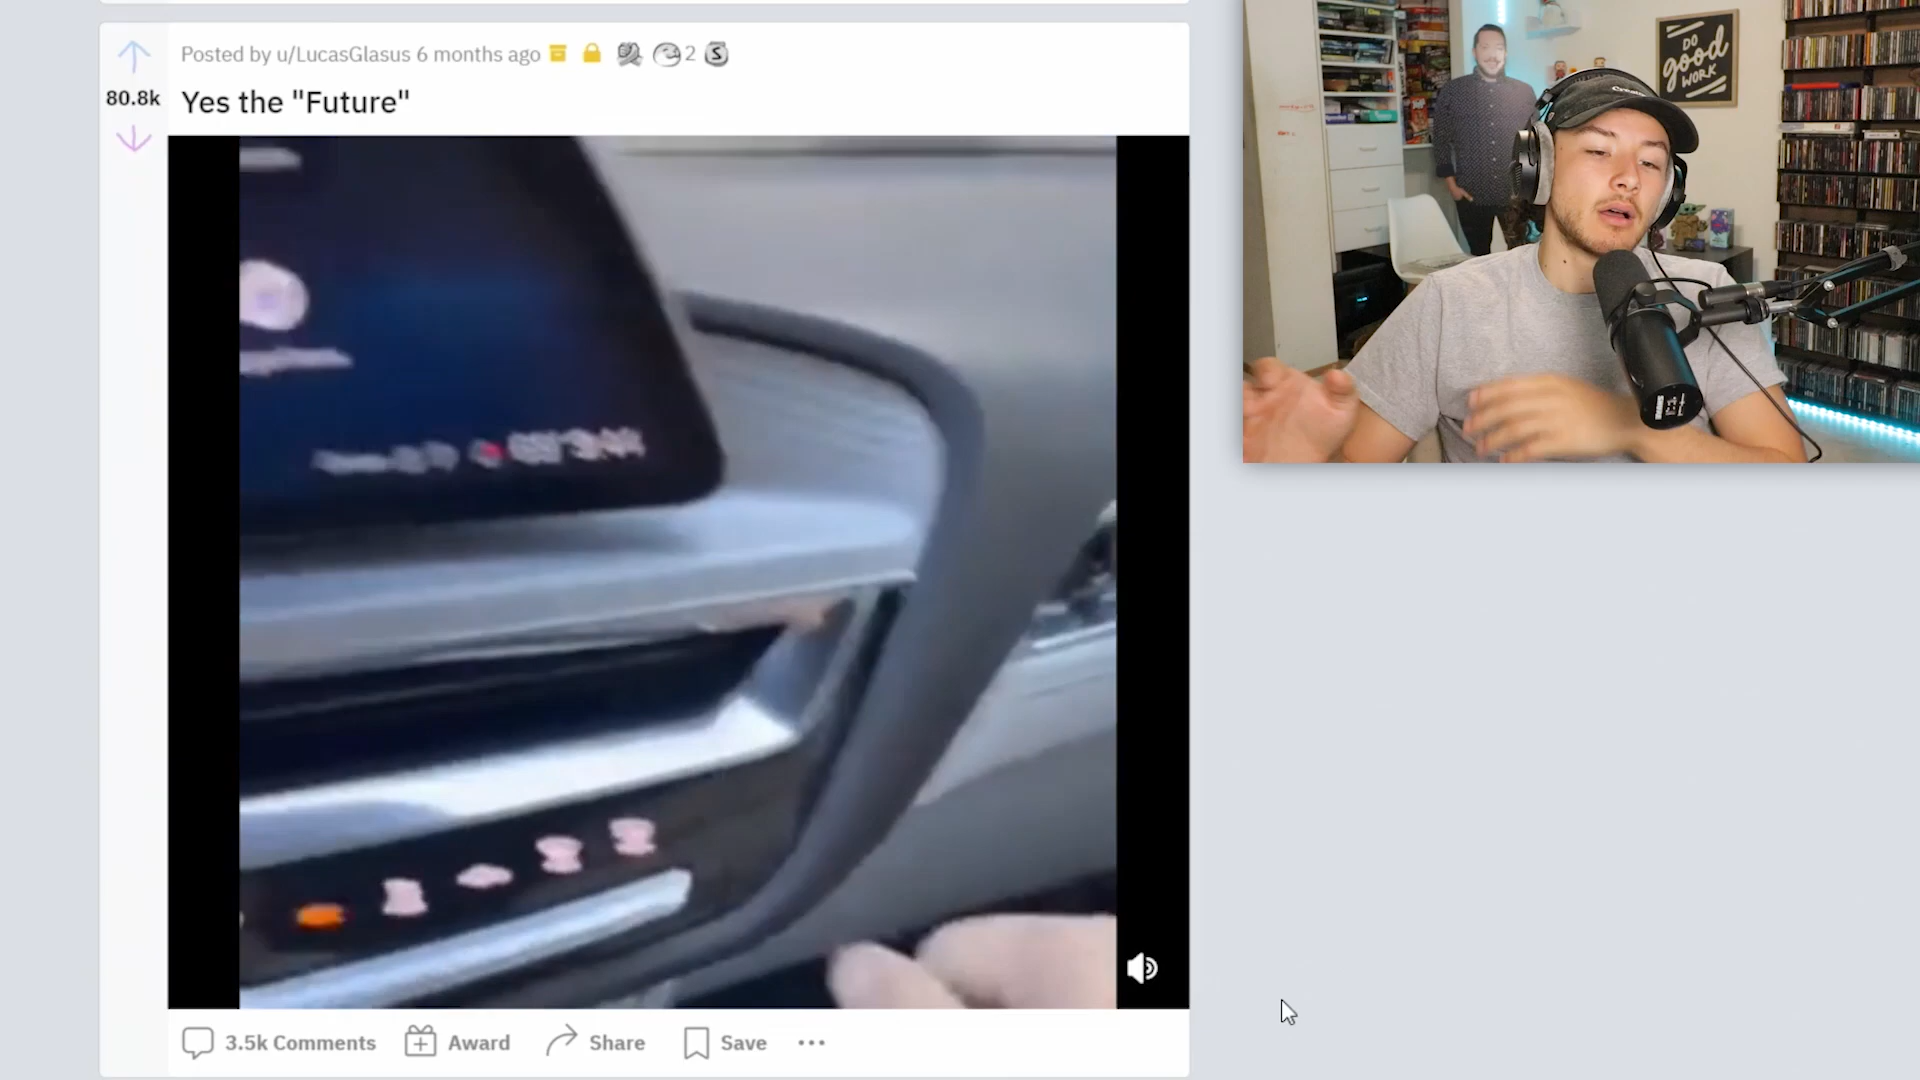 Posted by u/LucasGlasus 6 months ago
2
80.8k
Yes the "Future"
3.5k Comments
Award
Share
Save
DO
good
WORK